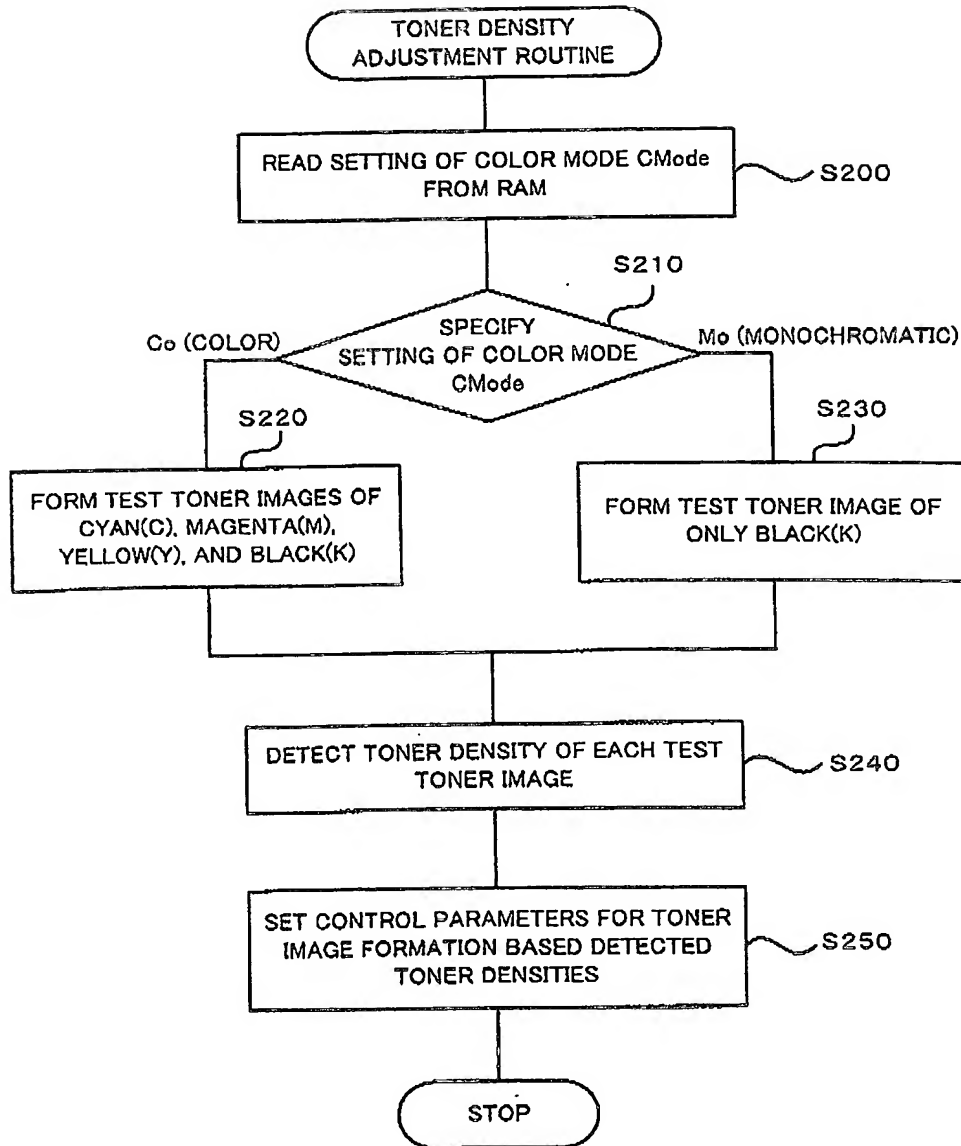 TONER DENSITY
ADJUSTMENT ROUTINE
READ SETTING OF COLOR MODE CMode
FROM RAM
S200
S210
SPECIFY
SETTING OF COLOR MODE
CMode
Co (COLOR)
Mo (MONOCHROMATIC)
S220
S230
FORM TEST TONER IMAGES OF
CYAN(C), MAGENTA(M),
YELLOW(Y), AND BLACK(K)
FORM TEST TONER IMAGE OF
ONLY BLACK(K)
DETECT TONER DENSITY OF EACH TEST
TONER IMAGE
S240
SET CONTROL PARAMETERS FOR TONER
IMAGE FORMATION BASED DETECTED
TONER DENSITIES
S250
STOP